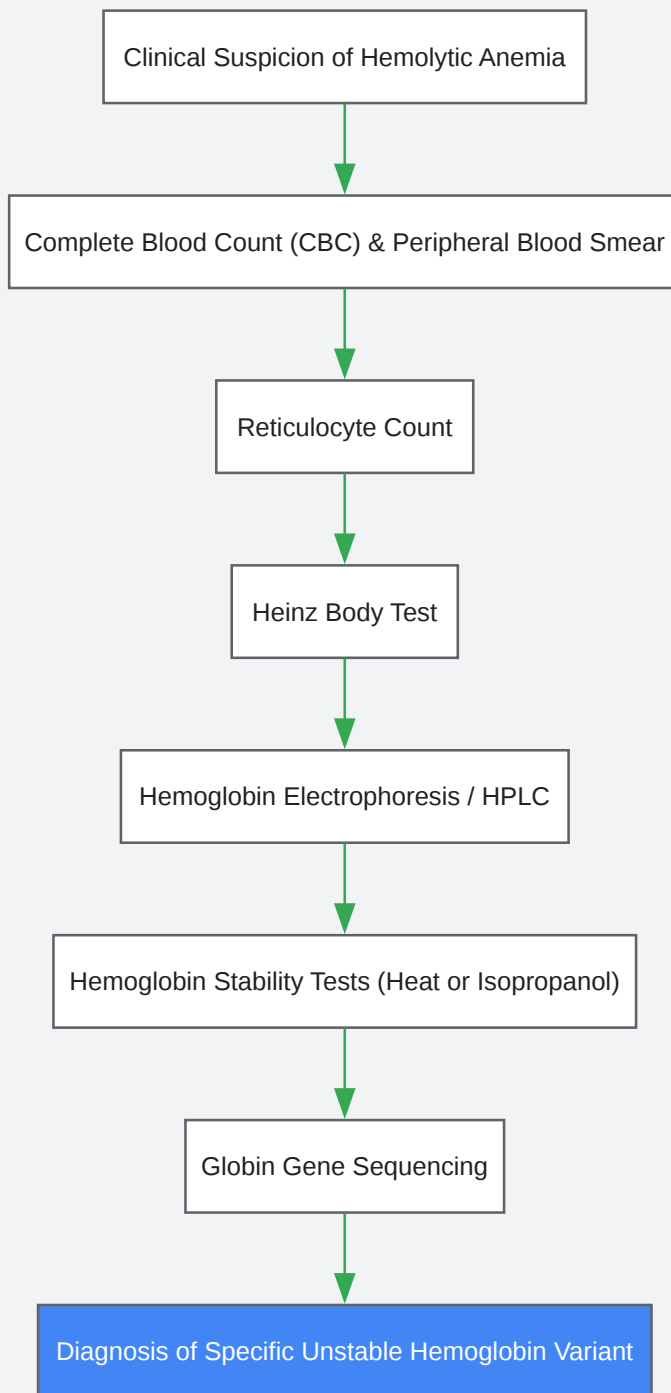 Clinical Suspicion of Hemolytic Anemia
Complete Blood Count (CBC) & Peripheral Blood Smear
Reticulocyte Count
Heinz Body Test
Hemoglobin Electrophoresis / HPLC
Hemoglobin Stability Tests (Heat or Isopropanol)
Globin Gene Sequencing
Diagnosis of Specific Unstable Hemoglobin Variant